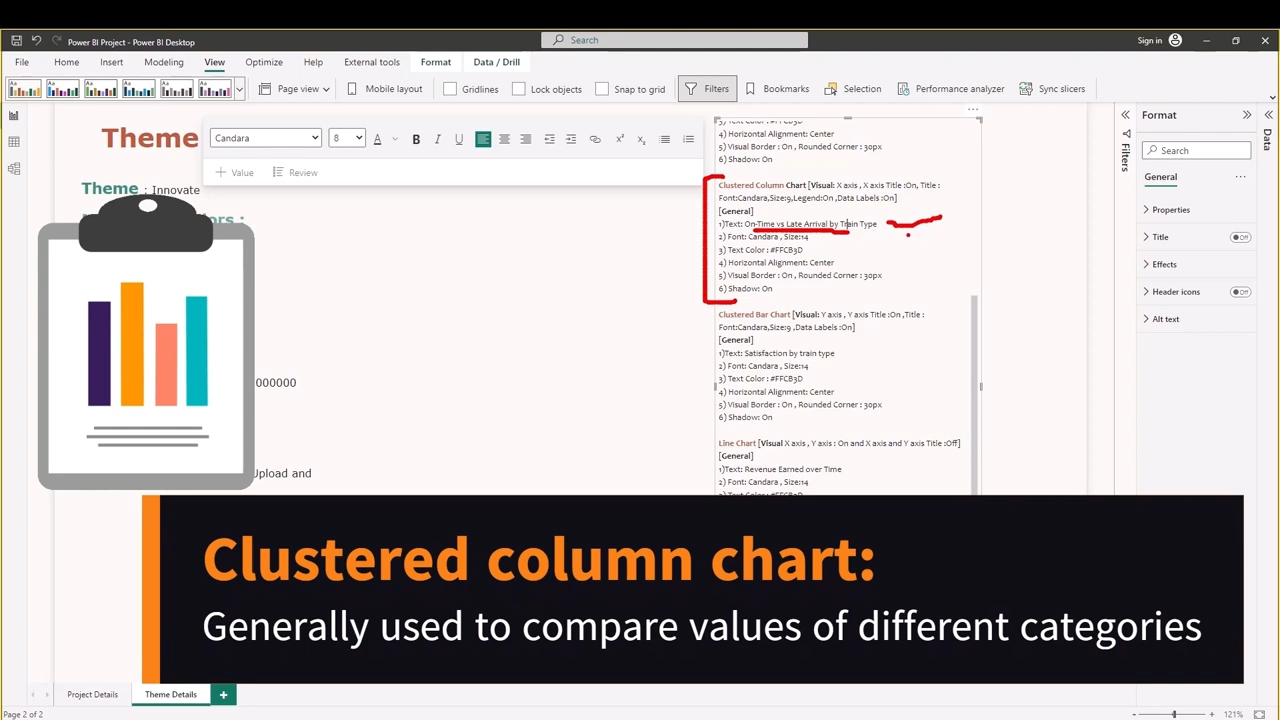 Power BI Project - Power BI Desktop
Search
Sign in
File
Home
Insert
Modeling
View
Optimize
Help
External tools
Format
Data / Drill
Page view
Mobile layout
Gridlines
Lock objects
Snap to grid
Filters
Bookmarks
Selection
Performance analyzer
Sync slicers
Theme
Candara
8
Value
Review
Theme : Innovate
ors :
000000
Upload and
3) Text Color : #FFCB3D
4) Horizontal Alignment: Center
5) Visual Border : On , Rounded Corner : 30px
6) Shadow: On
Clustered Column Chart [Visual: X axis , X axis Title :On, Title :
Font:Candara,Size:9,Legend:On ,Data Labels :On]
[General]
1)Text: On-Time vs Late Arrival by Train Type
2) Font: Candara , Size:14
3) Text Color : #FFCB3D
4) Horizontal Alignment: Center
5) Visual Border : On , Rounded Corner : 30px
6) Shadow: On
Clustered Bar Chart [Visual: Y axis , Y axis Title :On ,Title :
Font:Candara,Size:9 ,Data Labels :On]
[General]
1)Text: Satisfaction by train type
2) Font: Candara , Size:14
3) Text Color : #FFCB3D
4) Horizontal Alignment: Center
5) Visual Border : On , Rounded Corner : 30px
6) Shadow: On
Line Chart [Visual X axis , Y axis : On and X axis and Y axis Title :Off]
[General]
1)Text: Revenue Earned over Time
2) Font: Candara , Size:14
Filters
Format
Data
Search
General
Properties
Title
Off
Effects
Header icons
Off
Alt text
Clustered column chart:
Generally used to compare values of different categories
Project Details
Theme Details
Page 2 of 2
121%